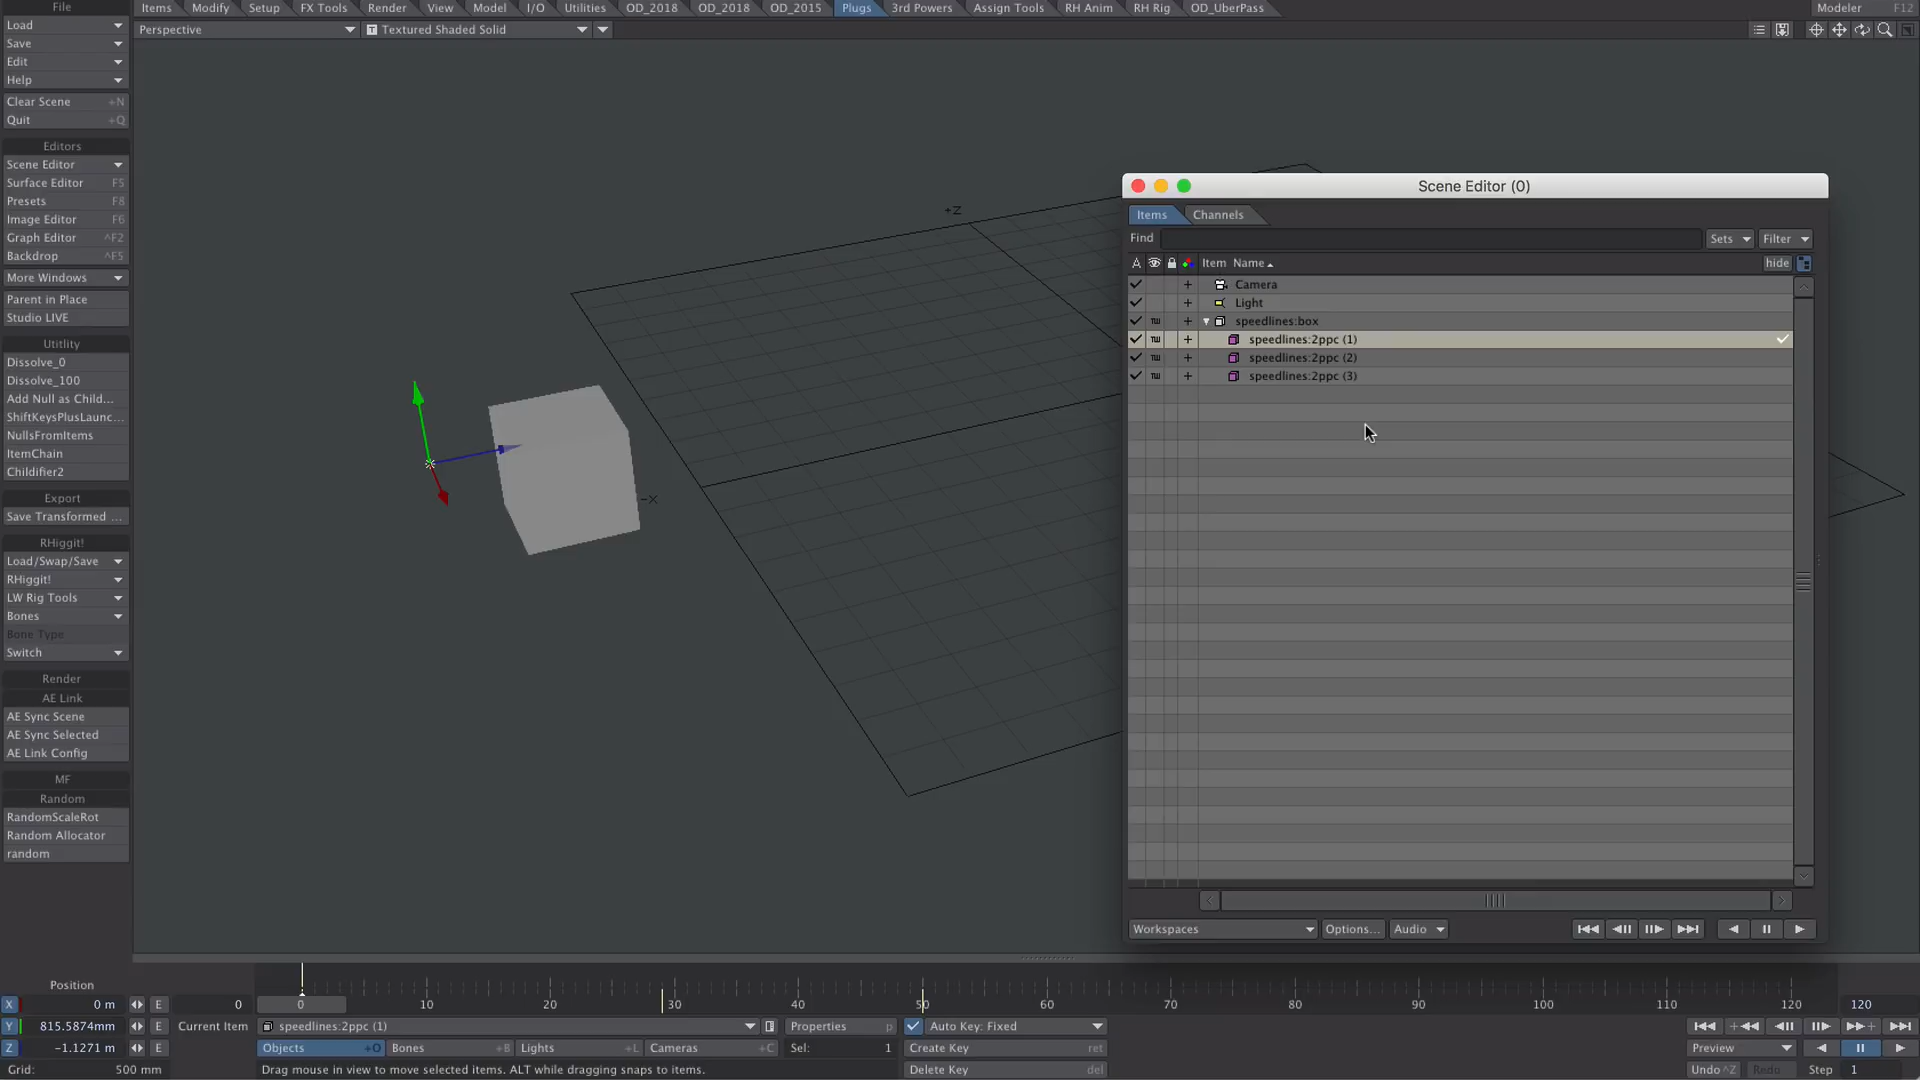 File
Items
Modify
Setup
FX Tools
Render
View
Model
I/O
Utilities
OD_2018
OD_2018
OD_2015
Plugs
3rd Powers
Assign Tools
RH Anim
RH Rig
OD_UberPass
Modeler F12
Perspective
Textured Shaded Solid
Load
Save
Edit
Help
Clear Scene +N
Quit +Q
Editors
Scene Editor
Surface Editor F5
Presets F8
Image Editor F6
Graph Editor ^F2
Backdrop ^F5
More Windows
Parent in Place
Studio LIVE
Utitlity
Dissolve_0
Dissolve_100
Add Null as Child...
ShiftKeysPlusLaunc...
NullsFromItems
ItemChain
Childifier2
Export
Save Transformed ...
RHiggit!
Load/Swap/Save
RHiggit!
LW Rig Tools
Bones
Bone Type
Switch
Render
AE Link
AE Sync Scene
AE Sync Selected
AE Link Config
MF
Random
RandomScaleRot
Random Allocator
random
+Z
-X
Scene Editor (0)
Items
Channels
Find
Sets
Filter
A
Item Name
hide
Camera
Light
speedlines:box
speedlines:2ppc (1)
speedlines:2ppc (2)
speedlines:2ppc (3)
Workspaces
Options...
Audio
Position
X 0 m E
Y 815.5874mm E
Z -1.1271 m E
Grid: 500 mm
0
0 10 20 30 40 50 60 70 80 90 100 110 120
120
Current Item
speedlines:2ppc (1)
Properties p
Auto Key: Fixed
Objects +O
Bones +B
Lights +L
Cameras +C
Sel: 1
Create Key ret
Drag mouse in view to move selected items. ALT while dragging snaps to items.
Delete Key del
Preview
Undo ^Z
Redo
Step 1